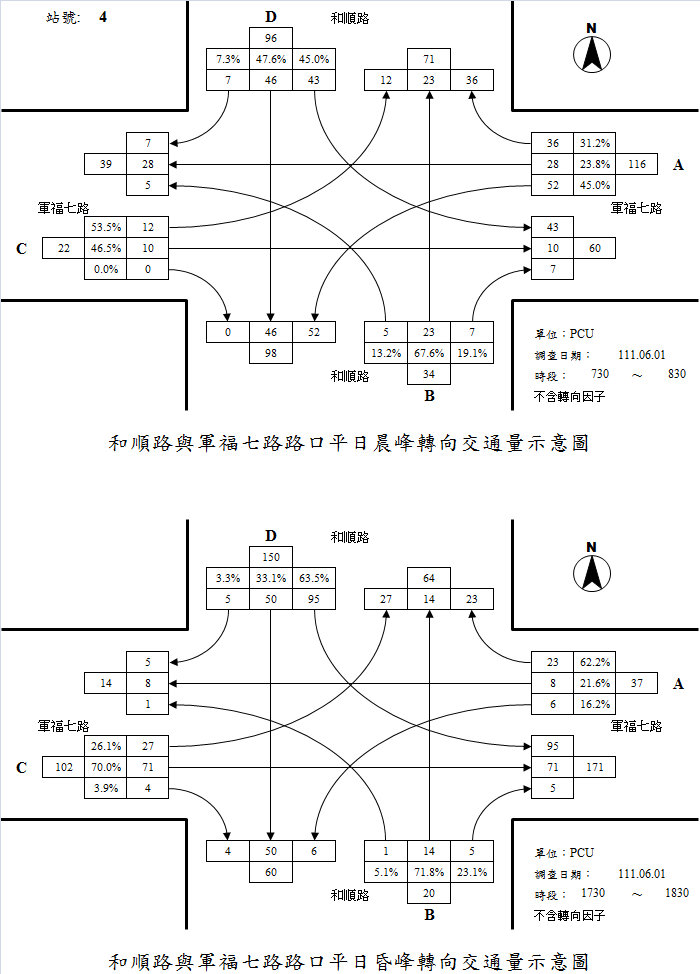 站號: 4
D
和順路
N
96
7.3% 47.6% 45.0%
7 46 43
71
12 23 36
7
39 28
5
36 31.2%
28 23.8% 116
52 45.0%
A
軍福七路
軍福七路
C
53.5% 12
22 46.5% 10
0.0% 0
43
10 60
7
0 46 52
98
5 23 7
13.2% 67.6% 19.1%
34
和順路
B
單位：PCU
調查日期： 111.06.01
時段： 730 ～ 830
不含轉向因子
和順路與軍福七路路口平日晨峰轉向交通量示意圖
D
和順路
N
150
3.3% 33.1% 63.5%
5 50 95
64
27 14 23
5
14 8
1
23 62.2%
8 21.6% 37
6 16.2%
A
軍福七路
軍福七路
C
26.1% 27
102 70.0% 71
3.9% 4
95
71 171
5
4 50 6
60
1 14 5
5.1% 71.8% 23.1%
20
和順路
B
單位：PCU
調查日期： 111.06.01
時段： 1730 ～ 1830
不含轉向因子
和順路與軍福七路路口平日昏峰轉向交通量示意圖